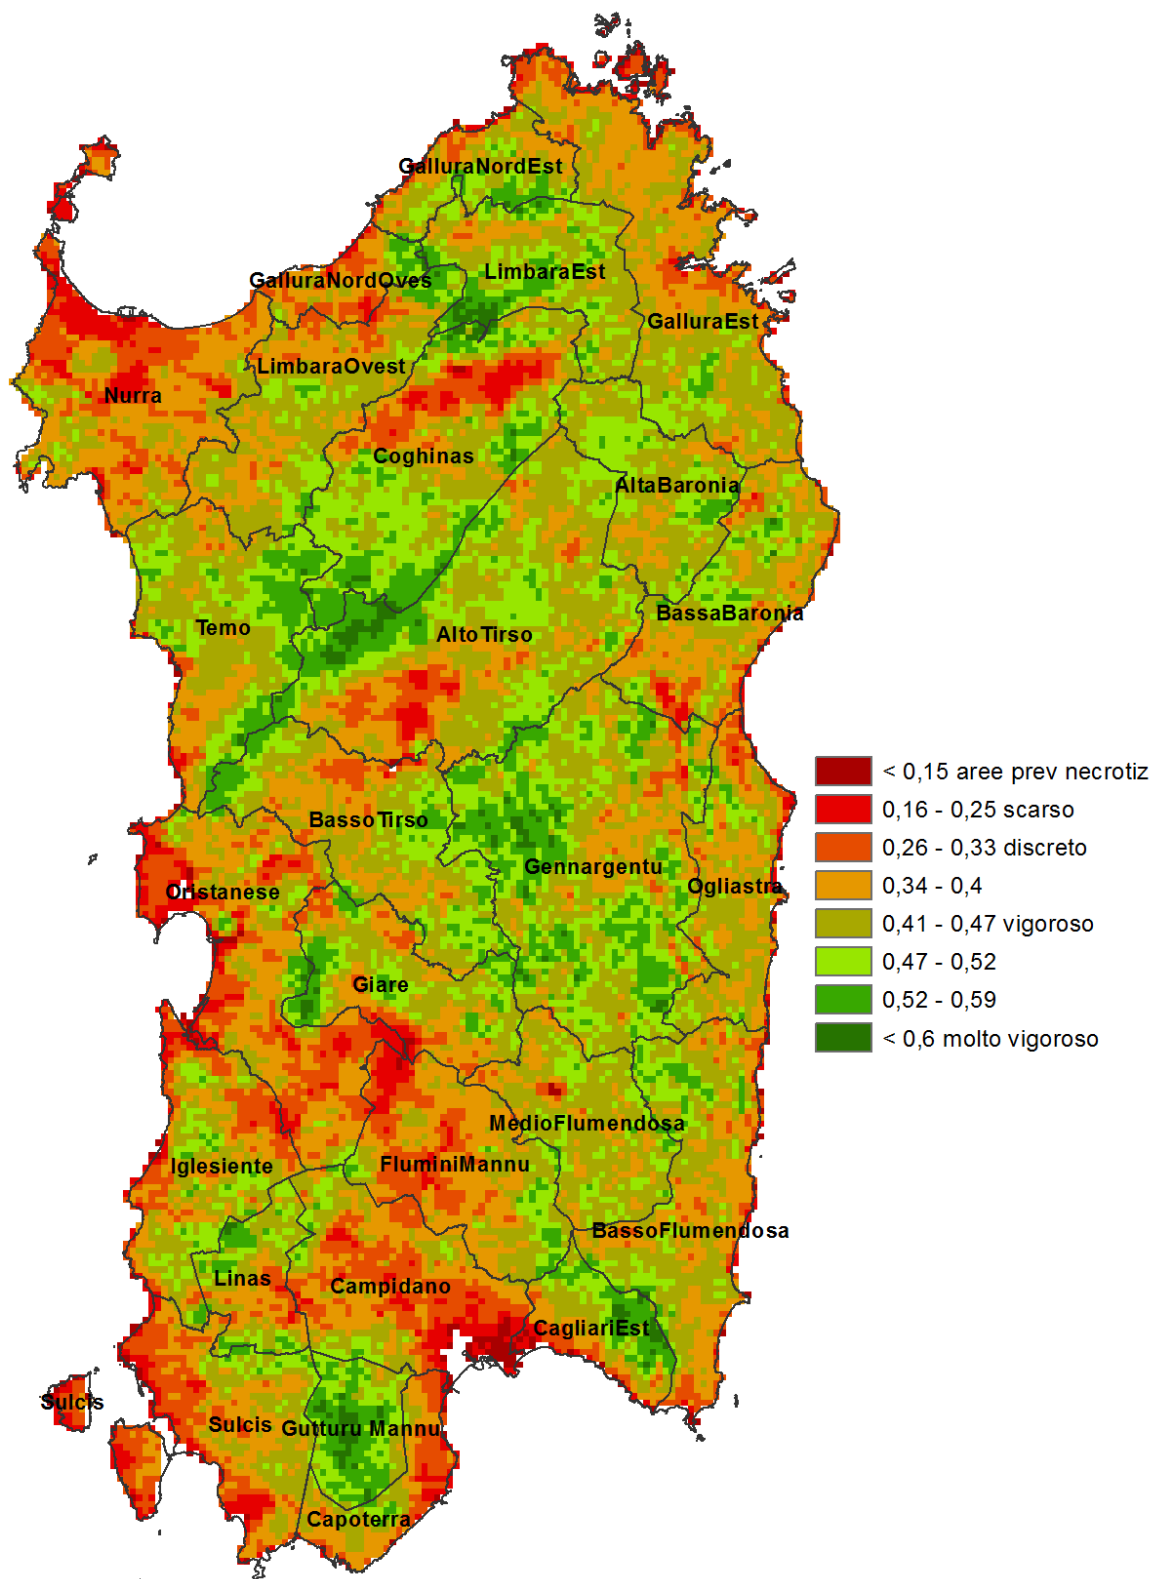 GalluraNordEst
LimbaraEst
GalluraNordOves
GalluraEst
LimbaraOvest
Nurra
Coghinas
AltaBaronia
BassaBaronia
Temo
AltoTirso
< 0,15 aree prev necrotiz
0,16 - 0,25 scarso
0,26 - 0,33 discreto
0,34 - 0,4
0,41 - 0,47 vigoroso
0,47 - 0,52
0,52 - 0,59
< 0,6 molto vigoroso
BassoTirso
Gennargentu
Ogliastra
Oristanese
Giare
MedioFlumendosa
Iglesiente
FluminiMannu
BassoFlumendosa
Linas
Campidano
CagliariEst
Sulcis
Sulcis
Gutturu Mannu
Capoterra